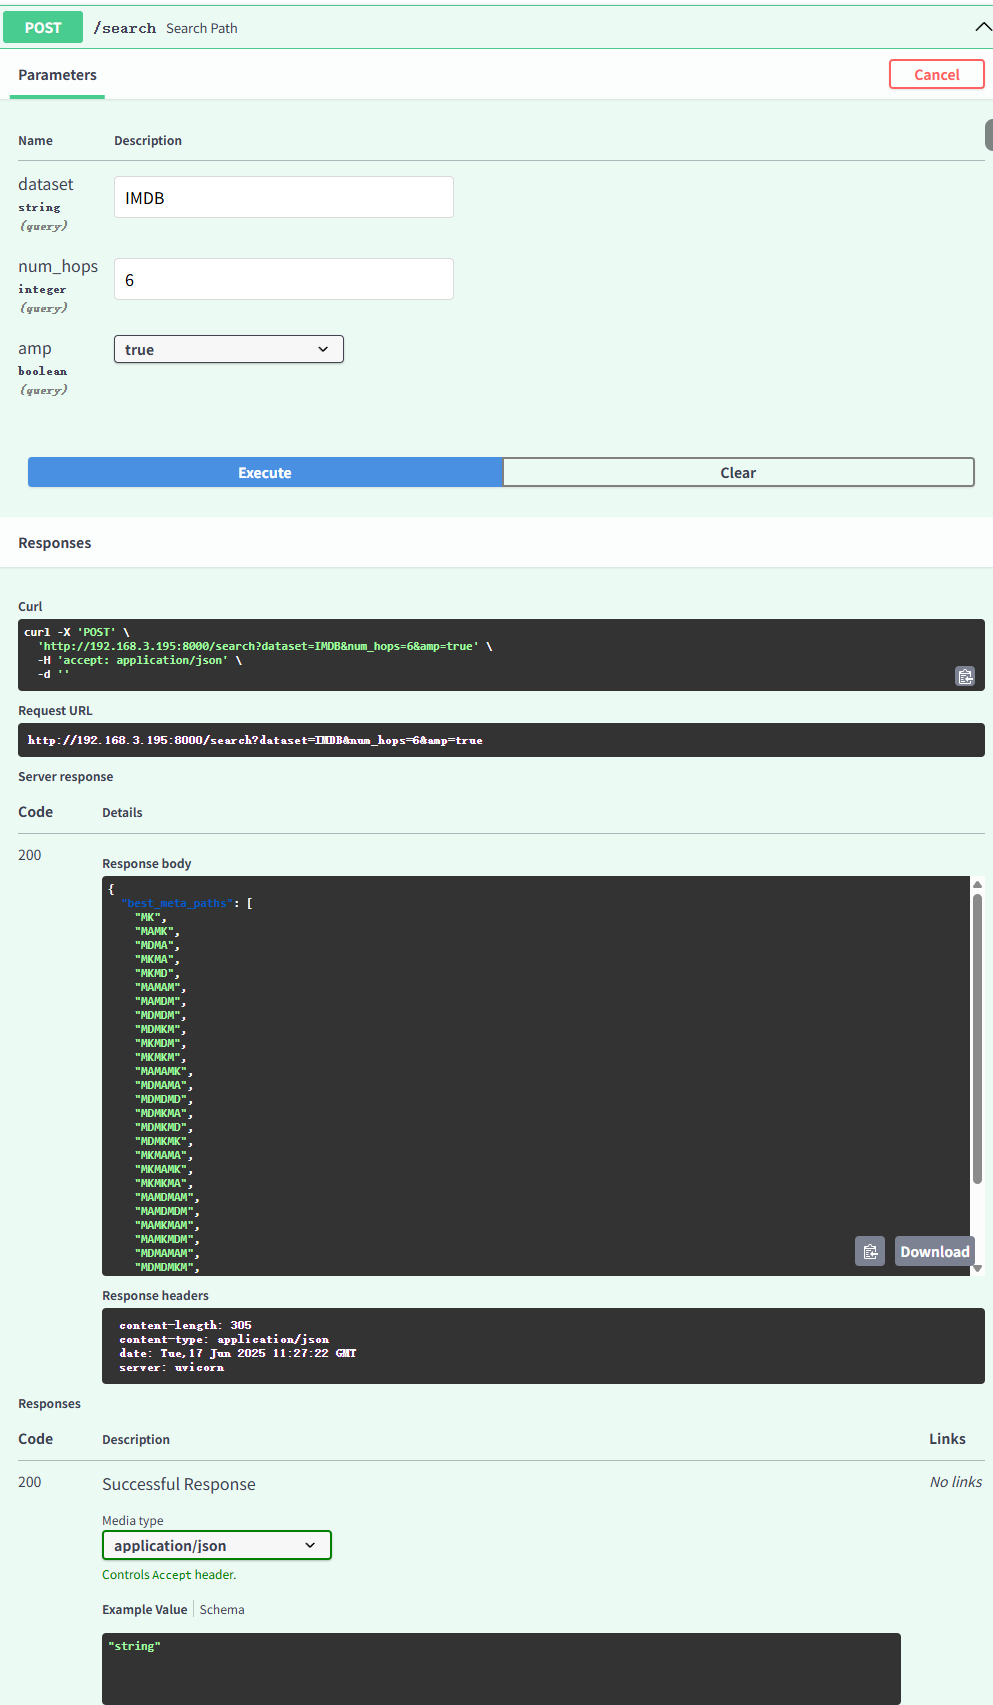 POST /search Search Path
Parameters
Cancel
Name Description
dataset
string
(query)
IMDB
num_hops
integer
(query)
6
amp
boolean
(query)
true
Execute
Clear
Responses
Curl
curl -X 'POST' \
'http://192.168.3.195:8000/search?dataset=IMDB&num_hops=6&amp=true' \
-H 'accept: application/json' \
-d ''
Request URL
http://192.168.3.195:8000/search?dataset=IMDB&num_hops=6&amp=true
Server response
Code Details
200
Response body
{
"best_meta_paths": [
"MK",
"MAMK",
"MDMA",
"MKMA",
"MKMD",
"MAMAM",
"MAMDM",
"MDMDM",
"MDMKM",
"MKMDM",
"MKMKM",
"MAMAMK",
"MDMAMA",
"MDMDMD",
"MDMKMA",
"MDMKMD",
"MDMKMK",
"MKMAMA",
"MKMAMK",
"MKMKMA",
"MAMDMAM",
"MAMDMDM",
"MAMKMAM",
"MAMKMDM",
"MDMAMAM",
"MDMDMKM",
Download
Response headers
content-length: 305
content-type: application/json
date: Tue,17 Jun 2025 11:27:22 GMT
server: uvicorn
Responses
Code Description Links
200
Successful Response
No links
Media type
application/json
Controls Accept header.
Example Value Schema
"string"